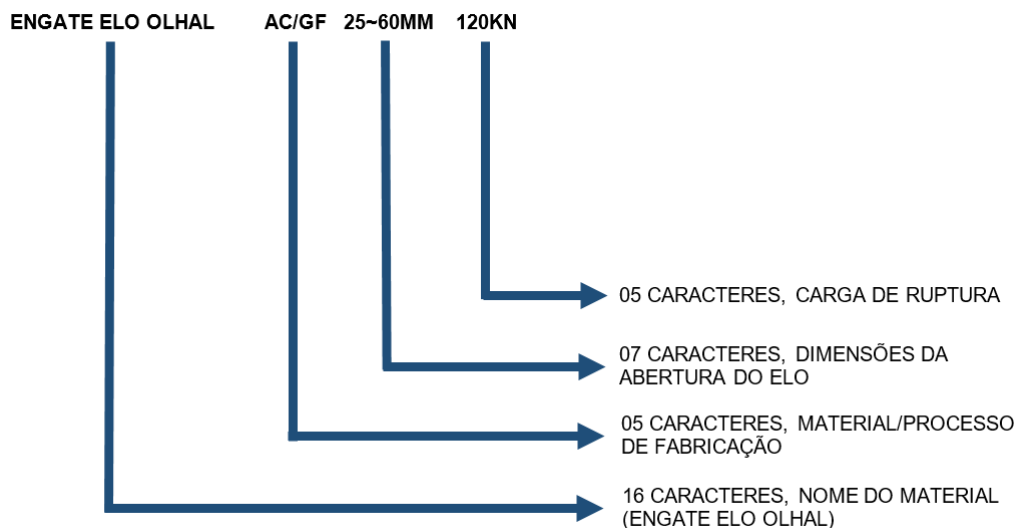 ENGATE ELO OLHAL AC/GF 25~60MM 120KN
05 CARACTERES, CARGA DE RUPTURA
07 CARACTERES, DIMENSÕES DA
ABERTURA DO ELO
05 CARACTERES, MATERIAL/PROCESSO
DE FABRICAÇÃO
16 CARACTERES, NOME DO MATERIAL
(ENGATE ELO OLHAL)